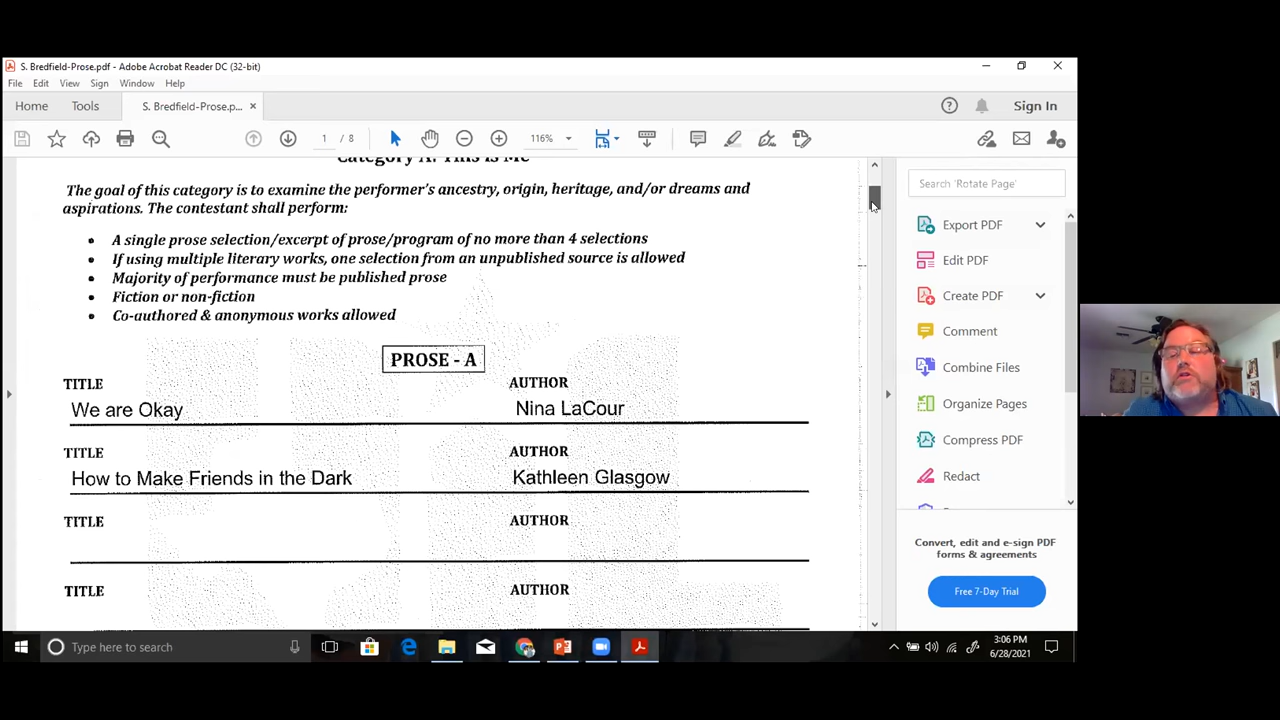 S. Bredfield-Prose.pdf - Adobe Acrobat Reader DC (32-bit)
File Edit View Sign Window Help
Home Tools S. Bredfield-Prose.p... × Sign In
1 / 8 116%
Category A: This is Me
The goal of this category is to examine the performer's ancestry, origin, heritage, and/or dreams and
aspirations. The contestant shall perform:
• A single prose selection/excerpt of prose/program of no more than 4 selections
• If using multiple literary works, one selection from an unpublished source is allowed
• Majority of performance must be published prose
• Fiction or non-fiction
• Co-authored & anonymous works allowed
PROSE - A
TITLE AUTHOR
We are Okay Nina LaCour
TITLE AUTHOR
How to Make Friends in the Dark Kathleen Glasgow
TITLE AUTHOR
TITLE AUTHOR
Search 'Rotate Page'
Export PDF
Edit PDF
Create PDF
Comment
Combine Files
Organize Pages
Compress PDF
Redact
Convert, edit and e-sign PDF
forms & agreements
Free 7-Day Trial
Type here to search
3:06 PM
6/28/2021